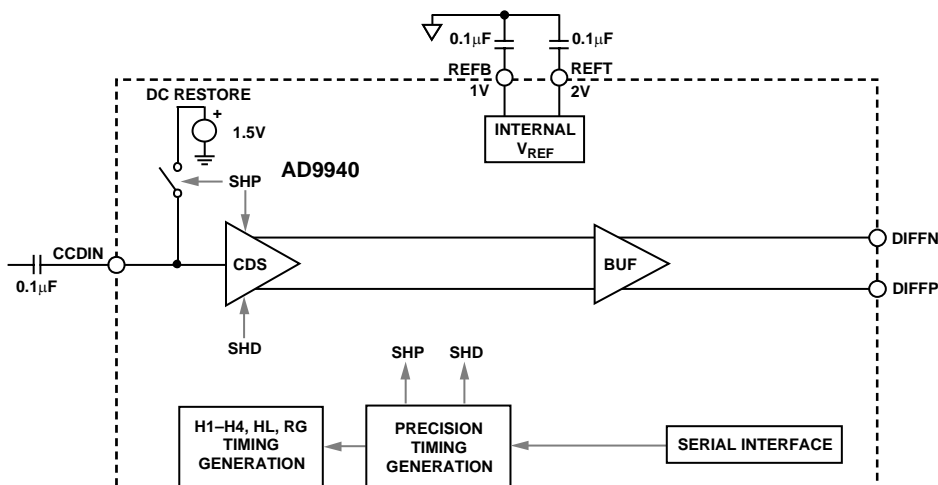 0.1μF
0.1μF
REFB
REFT
1V
2V
DC RESTORE
+
1.5V
INTERNAL
VREF
AD9940
SHP
CCDIN
0.1μF
CDS
BUF
DIFFN
DIFFP
SHD
SHP
SHD
H1–H4, HL, RG
TIMING
GENERATION
PRECISION
TIMING
GENERATION
SERIAL INTERFACE